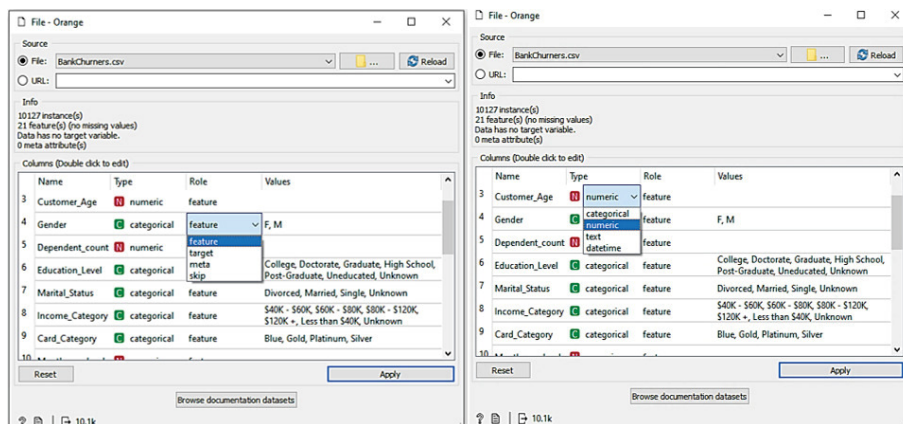 File - Orange
Source
File: BankChurners.csv
...
Reload
URL:
Info
10127 instance(s)
21 feature(s) (no missing values)
Data has no target variable.
0 meta attribute(s)
Columns (Double click to edit)
Name Type Role Values
3 Customer_Age N numeric feature
4 Gender C categorical feature F, M
feature
target
meta
skip
5 Dependent_count N numeric
6 Education_Level C categorical College, Doctorate, Graduate, High School,
Post-Graduate, Uneducated, Unknown
7 Marital_Status C categorical feature Divorced, Married, Single, Unknown
8 Income_Category C categorical feature $40K - $60K, $60K - $80K, $80K - $120K,
$120K +, Less than $40K, Unknown
9 Card_Category C categorical feature Blue, Gold, Platinum, Silver
10
Reset Apply
Browse documentation datasets
? 10.1k
File - Orange
Source
File: BankChurners.csv
...
Reload
URL:
Info
10127 instance(s)
21 feature(s) (no missing values)
Data has no target variable.
0 meta attribute(s)
Columns (Double click to edit)
Name Type Role Values
3 Customer_Age N numeric feature
categorical
numeric
text
datetime
4 Gender C feature F, M
5 Dependent_count N feature
6 Education_Level C categorical feature College, Doctorate, Graduate, High School,
Post-Graduate, Uneducated, Unknown
7 Marital_Status C categorical feature Divorced, Married, Single, Unknown
8 Income_Category C categorical feature $40K - $60K, $60K - $80K, $80K - $120K,
$120K +, Less than $40K, Unknown
9 Card_Category C categorical feature Blue, Gold, Platinum, Silver
10
Reset Apply
Browse documentation datasets
? 10.1k